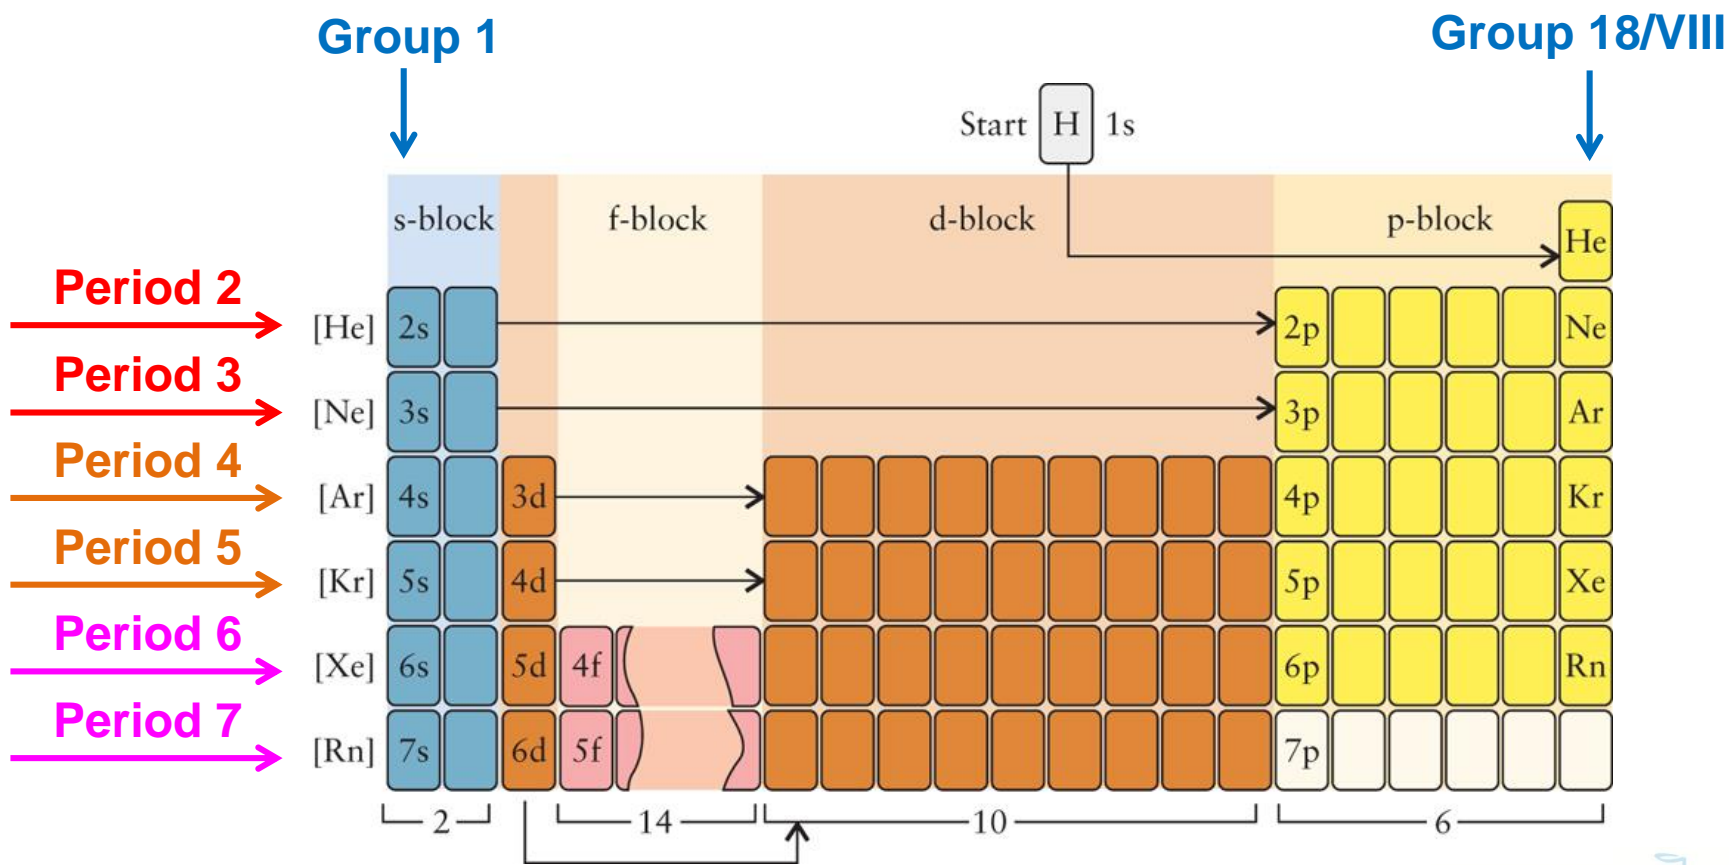 Group 1
Group 18/VIII
Start H 1s
s-block f-block d-block p-block He
Period 2
[He] 2s 2p Ne
Period 3
[Ne] 3s 3p Ar
Period 4
[Ar] 4s 3d 4p Kr
Period 5
[Kr] 5s 4d 5p Xe
Period 6
[Xe] 6s 5d 4f 6p Rn
Period 7
[Rn] 7s 6d 5f 7p
2 14 10 6